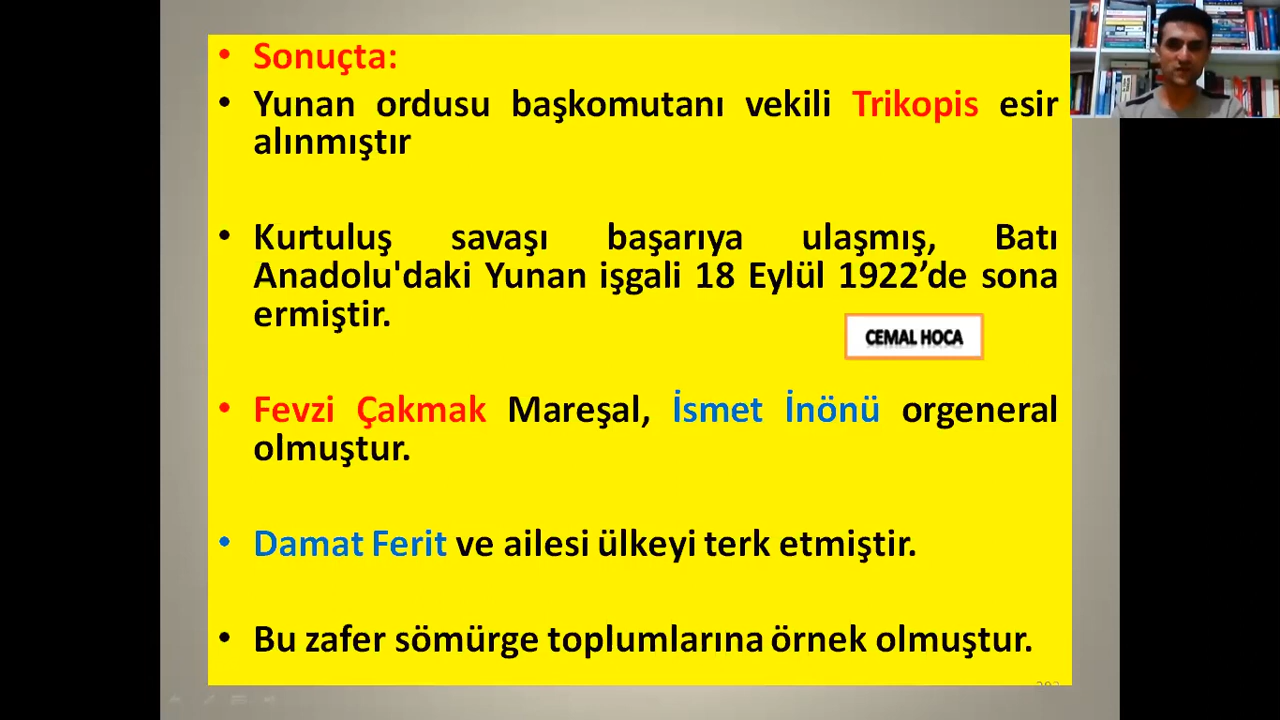 • Sonuçta:
• Yunan ordusu başkomutanı vekili Trikopis esir
alınmıştır
• Kurtuluş savaşı başarıya ulaşmış, Batı
Anadolu'daki Yunan işgali 18 Eylül 1922’de sona
ermiştir.
CEMAL HOCA
• Fevzi Çakmak Mareşal, İsmet İnönü orgeneral
olmuştur.
• Damat Ferit ve ailesi ülkeyi terk etmiştir.
• Bu zafer sömürge toplumlarına örnek olmuştur.